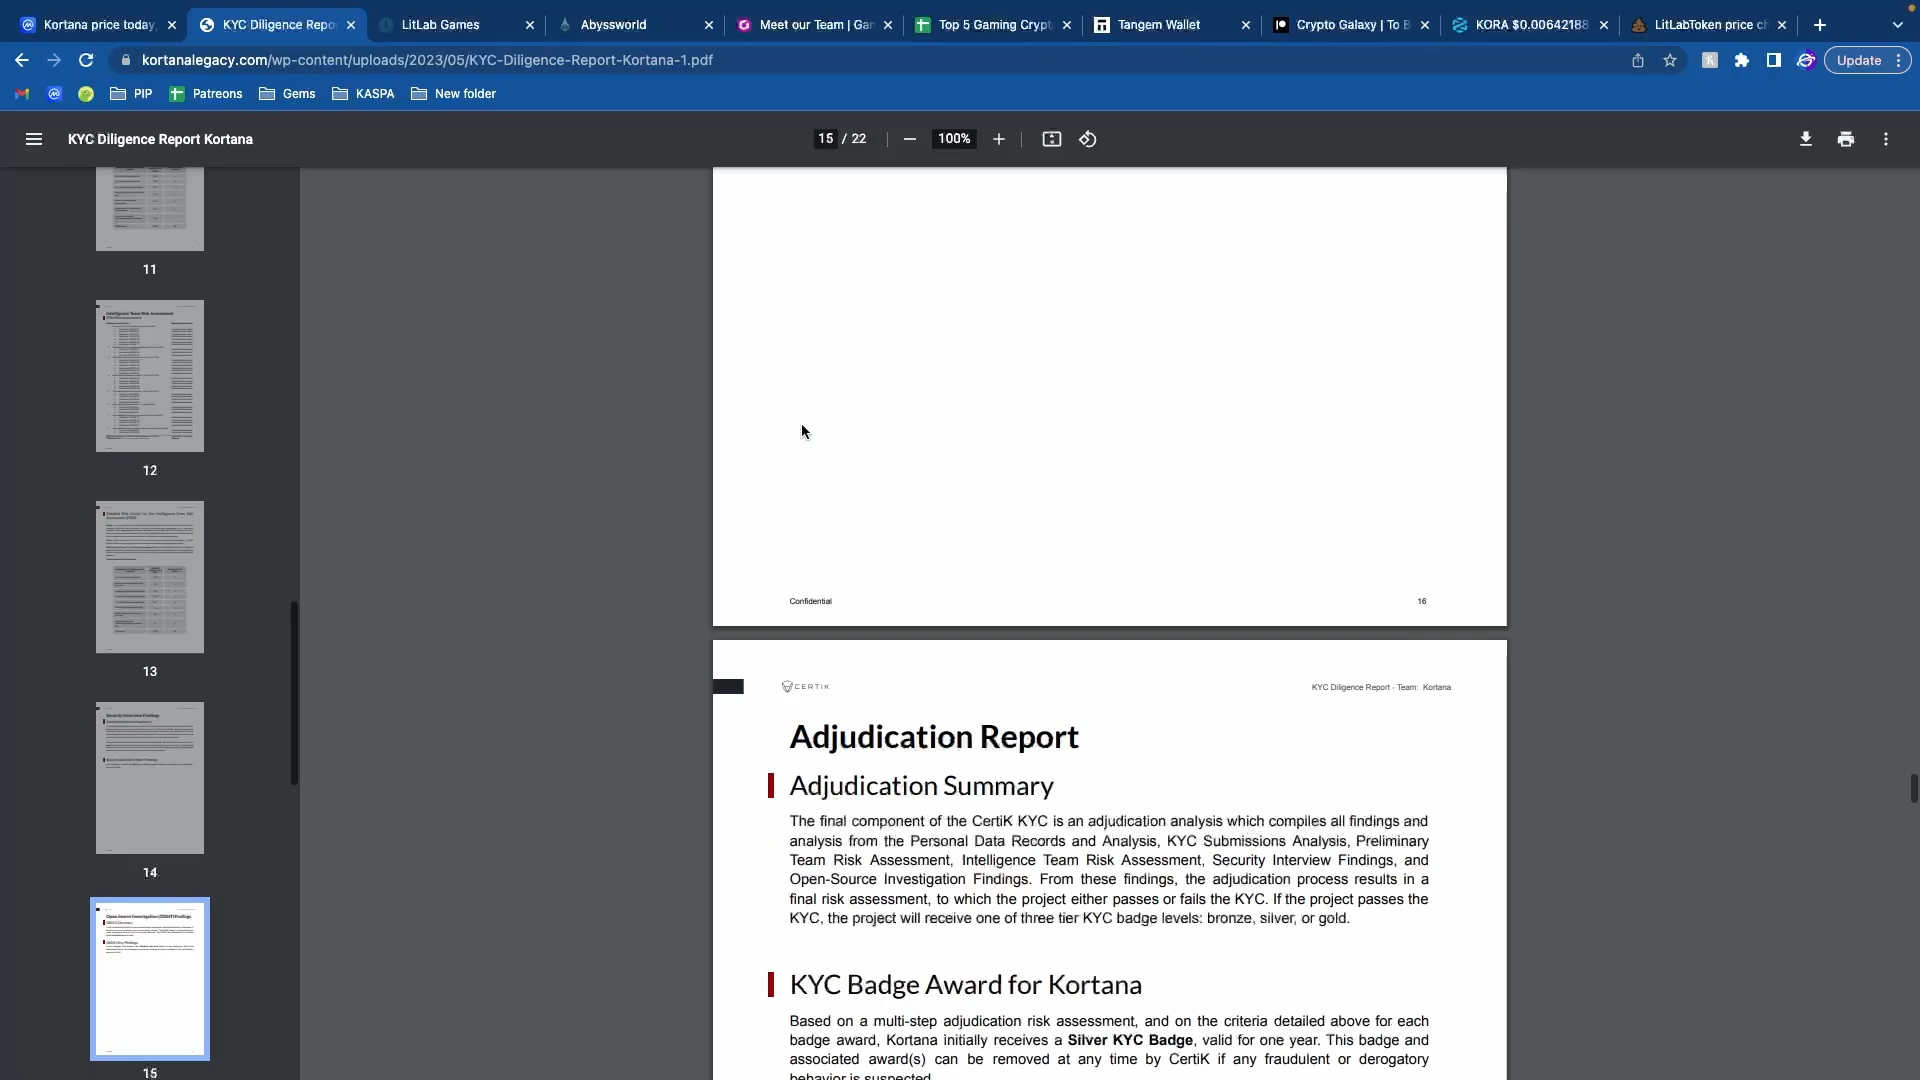 Kortana price today,
KYC Diligence Repo
LitLab Games
Abyssworld
Meet our Team | Gar
Top 5 Gaming Crypt
Tangem Wallet
Crypto Galaxy | To B
KORA $0.00642188
LitLabToken price ch
kortanalegacy.com/wp-content/uploads/2023/05/KYC-Diligence-Report-Kortana-1.pdf
Update
PIP
Patreons
Gems
KASPA
New folder
KYC Diligence Report Kortana
15 / 22
100%
11
12
13
14
15
Confidential
16
CERTIK
KYC Diligence Report - Team: Kortana
Adjudication Report
Adjudication Summary
The final component of the CertiK KYC is an adjudication analysis which compiles all findings and
analysis from the Personal Data Records and Analysis, KYC Submissions Analysis, Preliminary
Team Risk Assessment, Intelligence Team Risk Assessment, Security Interview Findings, and
Open-Source Investigation Findings. From these findings, the adjudication process results in a
final risk assessment, to which the project either passes or fails the KYC. If the project passes the
KYC, the project will receive one of three tier KYC badge levels: bronze, silver, or gold.
KYC Badge Award for Kortana
Based on a multi-step adjudication risk assessment, and on the criteria detailed above for each
badge award, Kortana initially receives a Silver KYC Badge, valid for one year. This badge and
associated award(s) can be removed at any time by CertiK if any fraudulent or derogatory
behavior is suspected.